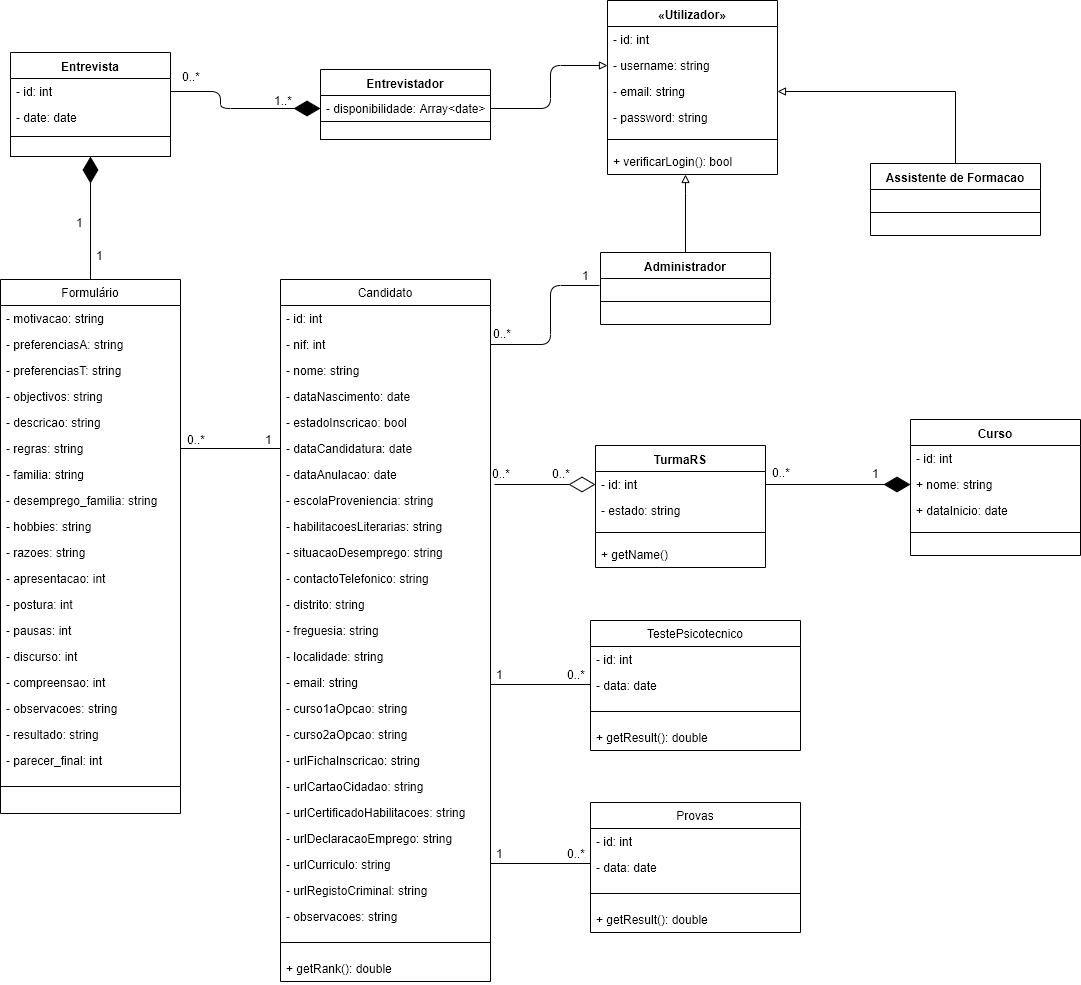 «Utilizador»
- id: int
- username: string
- email: string
- password: string
+ verificarLogin(): bool
Entrevista
- id: int
- date: date
0..*
1..*
Entrevistador
- disponibilidade: Array<date>
Assistente de Formacao
1
1
Administrador
1
0..*
Formulário
- motivacao: string
- preferenciasA: string
- preferenciasT: string
- objectivos: string
- descricao: string
- regras: string
- familia: string
- desemprego_familia: string
- hobbies: string
- razoes: string
- apresentacao: int
- postura: int
- pausas: int
- discurso: int
- compreensao: int
- observacoes: string
- resultado: string
- parecer_final: int
0..*
1
Candidato
- id: int
- nif: int
- nome: string
- dataNascimento: date
- estadoInscricao: bool
- dataCandidatura: date
- dataAnulacao: date
- escolaProveniencia: string
- habilitacoesLiterarias: string
- situacaoDesemprego: string
- contactoTelefonico: string
- distrito: string
- freguesia: string
- localidade: string
- email: string
- curso1aOpcao: string
- curso2aOpcao: string
- urlFichaInscricao: string
- urlCartaoCidadao: string
- urlCertificadoHabilitacoes: string
- urlDeclaracaoEmprego: string
- urlCurriculo: string
- urlRegistoCriminal: string
- observacoes: string
+ getRank(): double
0..*
0..*
TurmaRS
- id: int
- estado: string
+ getName()
0..*
1
Curso
- id: int
+ nome: string
+ dataInicio: date
1
0..*
TestePsicotecnico
- id: int
- data: date
+ getResult(): double
1
0..*
Provas
- id: int
- data: date
+ getResult(): double